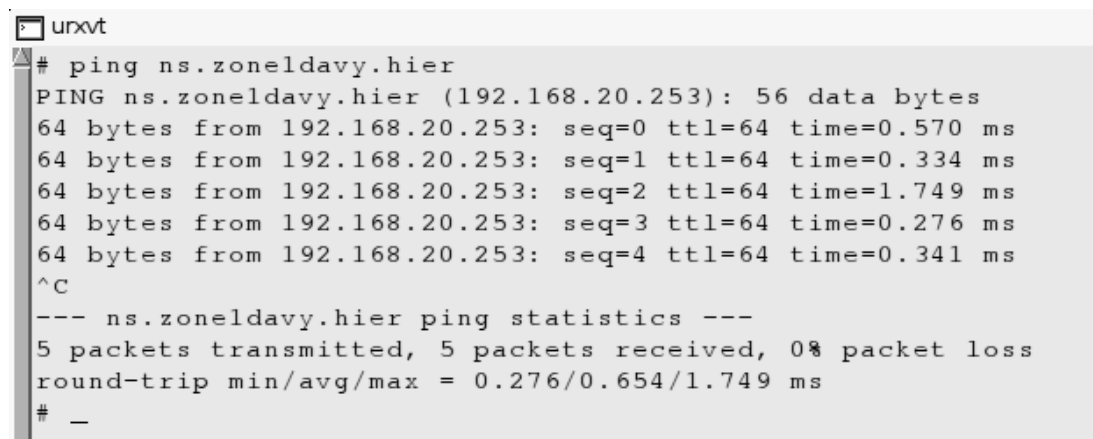 urxvt
# ping ns.zoneldavy.hier
PING ns.zoneldavy.hier (192.168.20.253): 56 data bytes
64 bytes from 192.168.20.253: seq=0 ttl=64 time=0.570 ms
64 bytes from 192.168.20.253: seq=1 ttl=64 time=0.334 ms
64 bytes from 192.168.20.253: seq=2 ttl=64 time=1.749 ms
64 bytes from 192.168.20.253: seq=3 ttl=64 time=0.276 ms
64 bytes from 192.168.20.253: seq=4 ttl=64 time=0.341 ms
^C
--- ns.zoneldavy.hier ping statistics ---
5 packets transmitted, 5 packets received, 0% packet loss
round-trip min/avg/max = 0.276/0.654/1.749 ms
# _